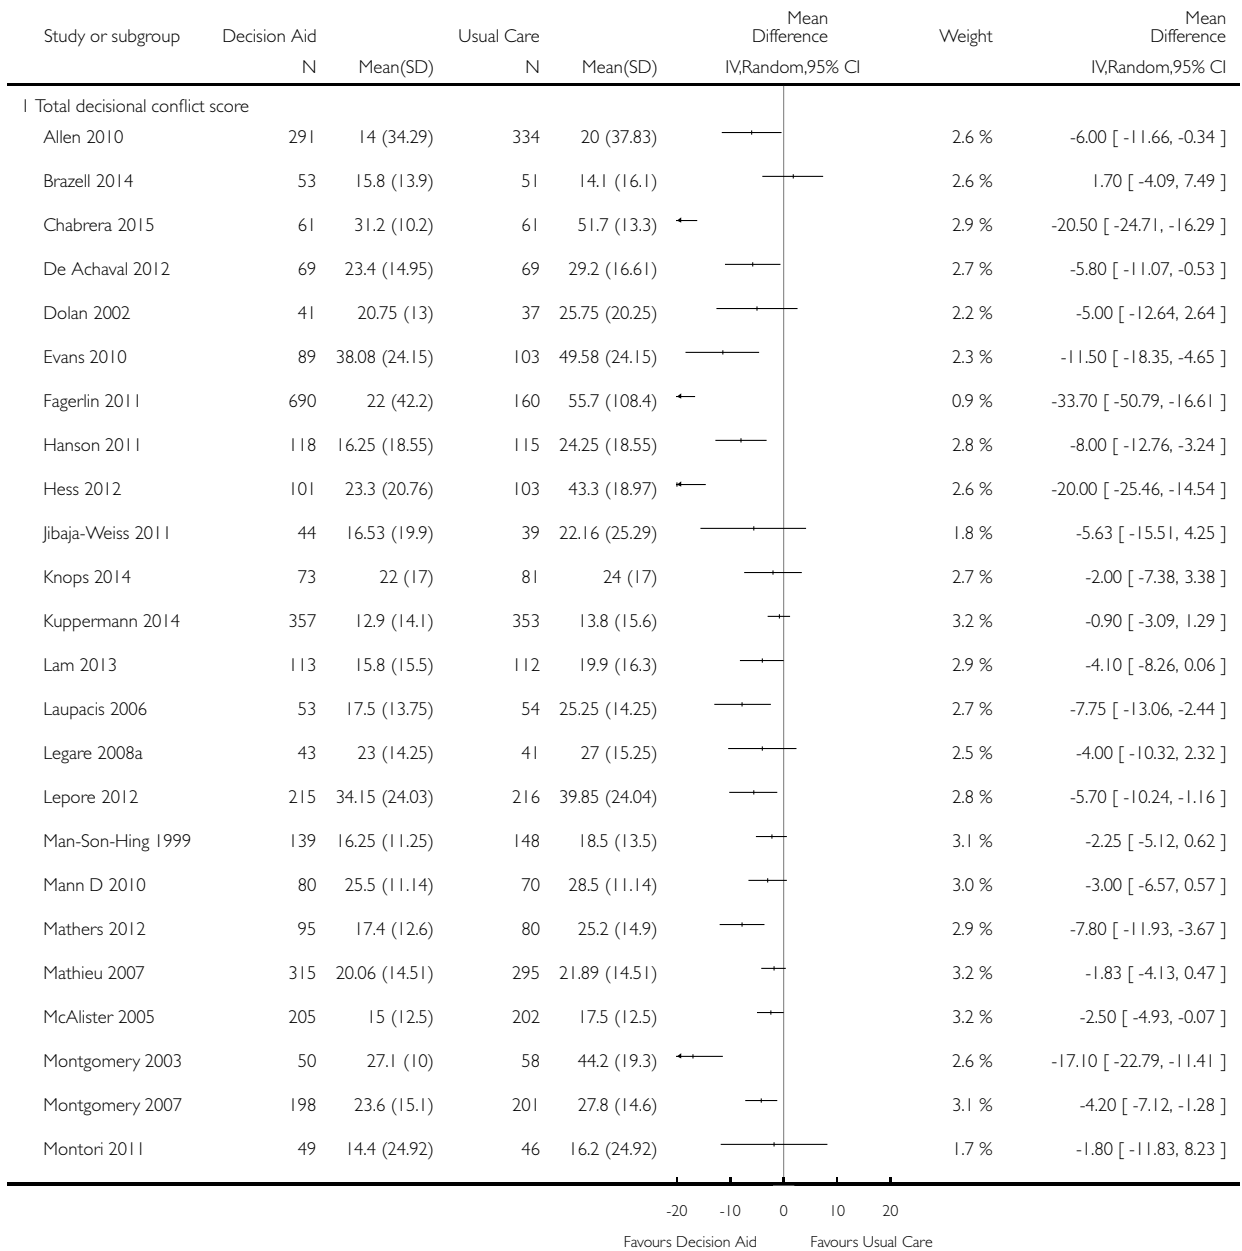 Mean Mean
Study or subgroup Decision Aid Usual Care Difference Weight Difference
N Mean(SD) N Mean(SD) IV,Random,95% CI IV,Random,95% CI
1 Total decisional conflict score
Allen 2010 291 14 (34.29) 334 20 (37.83) 2.6 % -6.00 [ -11.66, -0.34 ]
Brazell 2014 53 15.8 (13.9) 51 14.1 (16.1) 2.6 % 1.70 [ -4.09, 7.49 ]
Chabrera 2015 61 31.2 (10.2) 61 51.7 (13.3) 2.9 % -20.50 [ -24.71, -16.29 ]
De Achaval 2012 69 23.4 (14.95) 69 29.2 (16.61) 2.7 % -5.80 [ -11.07, -0.53 ]
Dolan 2002 41 20.75 (13) 37 25.75 (20.25) 2.2 % -5.00 [ -12.64, 2.64 ]
Evans 2010 89 38.08 (24.15) 103 49.58 (24.15) 2.3 % -11.50 [ -18.35, -4.65 ]
Fagerlin 2011 690 22 (42.2) 160 55.7 (108.4) 0.9 % -33.70 [ -50.79, -16.61 ]
Hanson 2011 118 16.25 (18.55) 115 24.25 (18.55) 2.8 % -8.00 [ -12.76, -3.24 ]
Hess 2012 101 23.3 (20.76) 103 43.3 (18.97) 2.6 % -20.00 [ -25.46, -14.54 ]
Jibaja-Weiss 2011 44 16.53 (19.9) 39 22.16 (25.29) 1.8 % -5.63 [ -15.51, 4.25 ]
Knops 2014 73 22 (17) 81 24 (17) 2.7 % -2.00 [ -7.38, 3.38 ]
Kuppermann 2014 357 12.9 (14.1) 353 13.8 (15.6) 3.2 % -0.90 [ -3.09, 1.29 ]
Lam 2013 113 15.8 (15.5) 112 19.9 (16.3) 2.9 % -4.10 [ -8.26, 0.06 ]
Laupacis 2006 53 17.5 (13.75) 54 25.25 (14.25) 2.7 % -7.75 [ -13.06, -2.44 ]
Legare 2008a 43 23 (14.25) 41 27 (15.25) 2.5 % -4.00 [ -10.32, 2.32 ]
Lepore 2012 215 34.15 (24.03) 216 39.85 (24.04) 2.8 % -5.70 [ -10.24, -1.16 ]
Man-Son-Hing 1999 139 16.25 (11.25) 148 18.5 (13.5) 3.1 % -2.25 [ -5.12, 0.62 ]
Mann D 2010 80 25.5 (11.14) 70 28.5 (11.14) 3.0 % -3.00 [ -6.57, 0.57 ]
Mathers 2012 95 17.4 (12.6) 80 25.2 (14.9) 2.9 % -7.80 [ -11.93, -3.67 ]
Mathieu 2007 315 20.06 (14.51) 295 21.89 (14.51) 3.2 % -1.83 [ -4.13, 0.47 ]
McAlister 2005 205 15 (12.5) 202 17.5 (12.5) 3.2 % -2.50 [ -4.93, -0.07 ]
Montgomery 2003 50 27.1 (10) 58 44.2 (19.3) 2.6 % -17.10 [ -22.79, -11.41 ]
Montgomery 2007 198 23.6 (15.1) 201 27.8 (14.6) 3.1 % -4.20 [ -7.12, -1.28 ]
Montori 2011 49 14.4 (24.92) 46 16.2 (24.92) 1.7 % -1.80 [ -11.83, 8.23 ]
-20 -10 0 10 20
Favours Decision Aid Favours Usual Care